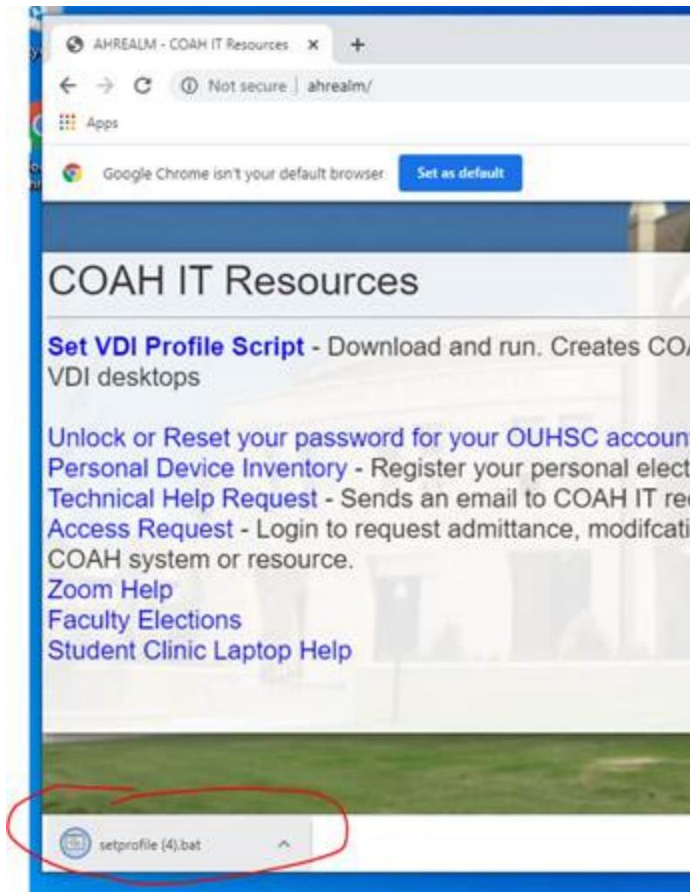 AHREALM - COAH IT Resources
Not secure | ahrealm/
Apps
Google Chrome isn't your default browser
Set as default
COAH IT Resources
Set VDI Profile Script - Download and run. Creates COA
VDI desktops
Unlock or Reset your password for your OUHSC accoun
Personal Device Inventory - Register your personal elect
Technical Help Request - Sends an email to COAH IT re
Access Request - Login to request admittance, modifcati
COAH system or resource.
Zoom Help
Faculty Elections
Student Clinic Laptop Help
setprofile (4).bat